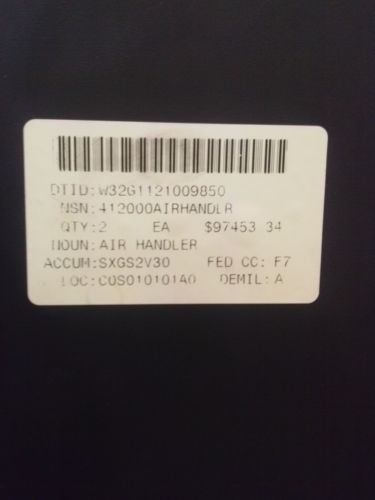 DTID:W32G1121009850
NSN:412000AIRHANDLR
QTY:2 EA $97453 34
NOUN:AIR HANDLER
ACCUM:SXGS2V30 FED CC: F7
LOC:COS010101A0 DEMIL:A